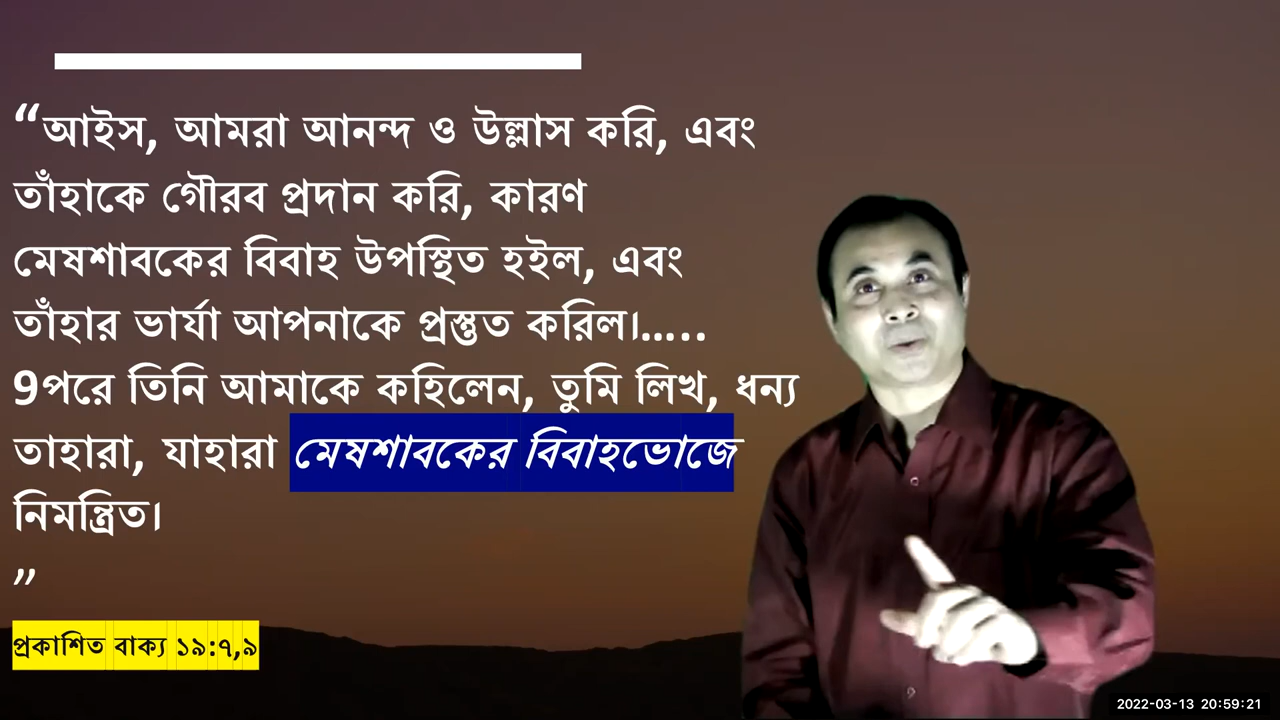 “আইস, আমরা আনন্দ ও উল্লাস করি, এবং
তাঁহাকে গৌরব প্রদান করি, কারণ
মেষশাবকের বিবাহ উপস্থিত হইল, এবং
তাঁহার ভার্যা আপনাকে প্রস্তুত করিল।.....
9পরে তিনি আমাকে কহিলেন, তুমি লিখ, ধন্য
তাহারা, যাহারা মেষশাবকের বিবাহভোজে
নিমন্ত্রিত।
”
প্রকাশিত বাক্য ১৯:৭,৯
2022-03-13 20:59:21